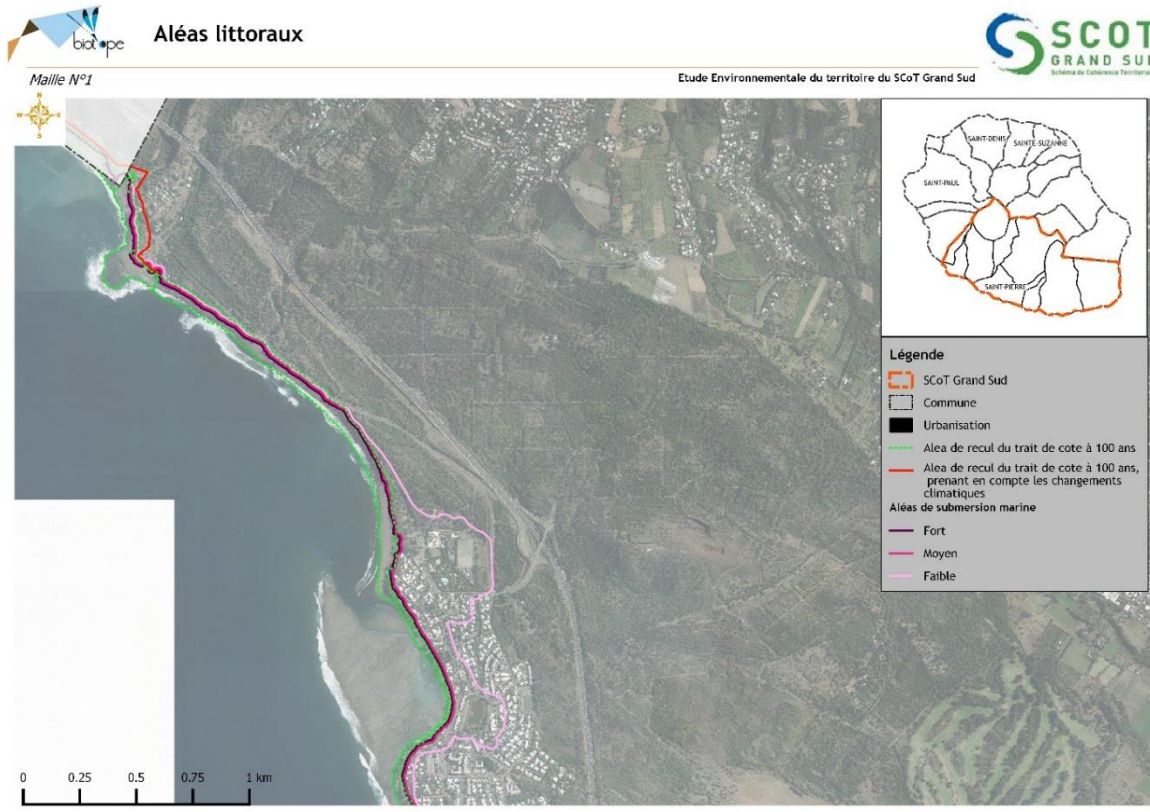 biotope
Aléas littoraux
SCOT
GRAND SUD
Schéma de Cohérence Territoriale
Maille N°1
Etude Environnementale du territoire du SCoT Grand Sud
N
W
E
S
SAINT-DENIS
SAINTE-SUZANNE
SAINT-PAUL
SAINT-PIERRE
Légende
SCoT Grand Sud
Commune
Urbanisation
Alea de recul du trait de cote à 100 ans
Alea de recul du trait de cote à 100 ans,
prenant en compte les changements
climatiques
Aléas de submersion marine
Fort
Moyen
Faible
0 0.25 0.5 0.75 1 km